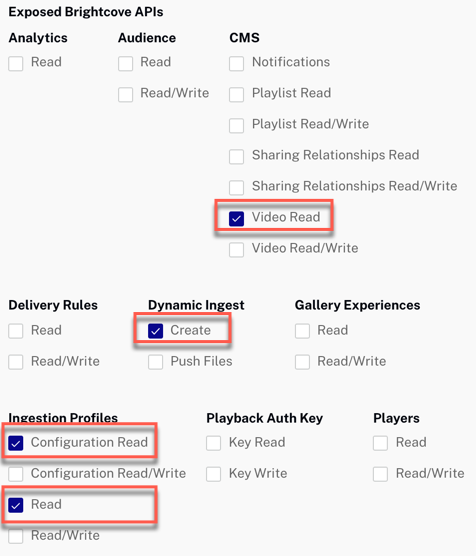 Exposed Brightcove APIs
Analytics
Read
Audience
Read
Read/Write
CMS
Notifications
Playlist Read
Playlist Read/Write
Sharing Relationships Read
Sharing Relationships Read/Write
Video Read
Video Read/Write
Delivery Rules
Read
Read/Write
Dynamic Ingest
Create
Push Files
Gallery Experiences
Read
Read/Write
Ingestion Profiles
Configuration Read
Configuration Read/Write
Read
Read/Write
Playback Auth Key
Key Read
Key Write
Players
Read
Read/Write